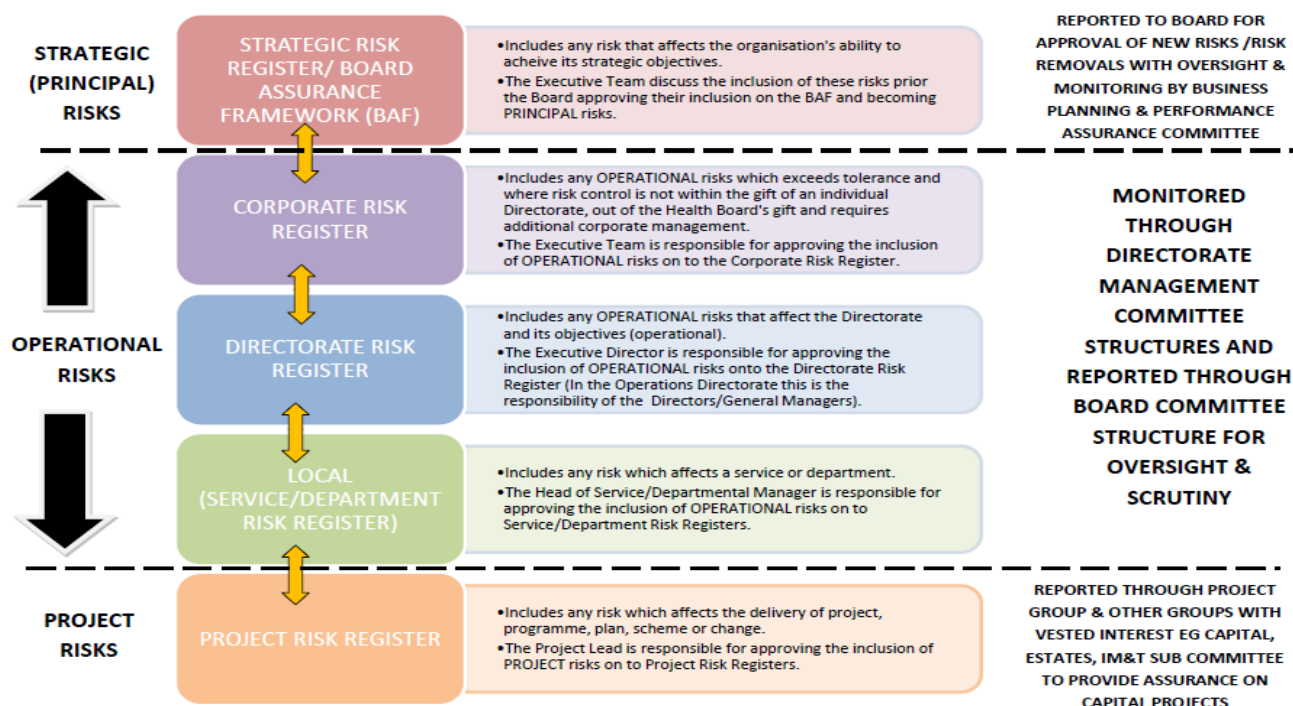 STRATEGIC
(PRINCIPAL)
RISKS
STRATEGIC RISK
REGISTER/ BOARD
ASSURANCE
FRAMEWORK (BAF)
•Includes any risk that affects the organisation's ability to
acheive its strategic objectives.
•The Executive Team discuss the inclusion of these risks prior
the Board approving their inclusion on the BAF and becoming
PRINCIPAL risks.
REPORTED TO BOARD FOR
APPROVAL OF NEW RISKS /RISK
REMOVALS WITH OVERSIGHT &
MONITORING BY BUSINESS
PLANNING & PERFORMANCE
ASSURANCE COMMITTEE
OPERATIONAL
RISKS
CORPORATE RISK
REGISTER
•Includes any OPERATIONAL risks which exceeds tolerance and
where risk control is not within the gift of an individual
Directorate, out of the Health Board's gift and requires
additional corporate management.
•The Executive Team is responsible for approving the inclusion
of OPERATIONAL risks on to the Corporate Risk Register.
DIRECTORATE RISK
REGISTER
•Includes any OPERATIONAL risks that affect the Directorate
and its objectives (operational).
•The Executive Director is responsible for approving the
inclusion of OPERATIONAL risks onto the Directorate Risk
Register (In the Operations Directorate this is the
responsibility of the Directors/General Managers).
LOCAL
(SERVICE/DEPARTMENT
RISK REGISTER)
•Includes any risk which affects a service or department.
•The Head of Service/Departmental Manager is responsible for
approving the inclusion of OPERATIONAL risks on to
Service/Department Risk Registers.
MONITORED
THROUGH
DIRECTORATE
MANAGEMENT
COMMITTEE
STRUCTURES AND
REPORTED THROUGH
BOARD COMMITTEE
STRUCTURE FOR
OVERSIGHT &
SCRUTINY
PROJECT
RISKS
PROJECT RISK REGISTER
•Includes any risk which affects the delivery of project,
programme, plan, scheme or change.
•The Project Lead is responsible for approving the inclusion of
PROJECT risks on to Project Risk Registers.
REPORTED THROUGH PROJECT
GROUP & OTHER GROUPS WITH
VESTED INTEREST EG CAPITAL,
ESTATES, IM&T SUB COMMITTEE
TO PROVIDE ASSURANCE ON
CAPITAL PROJECTS